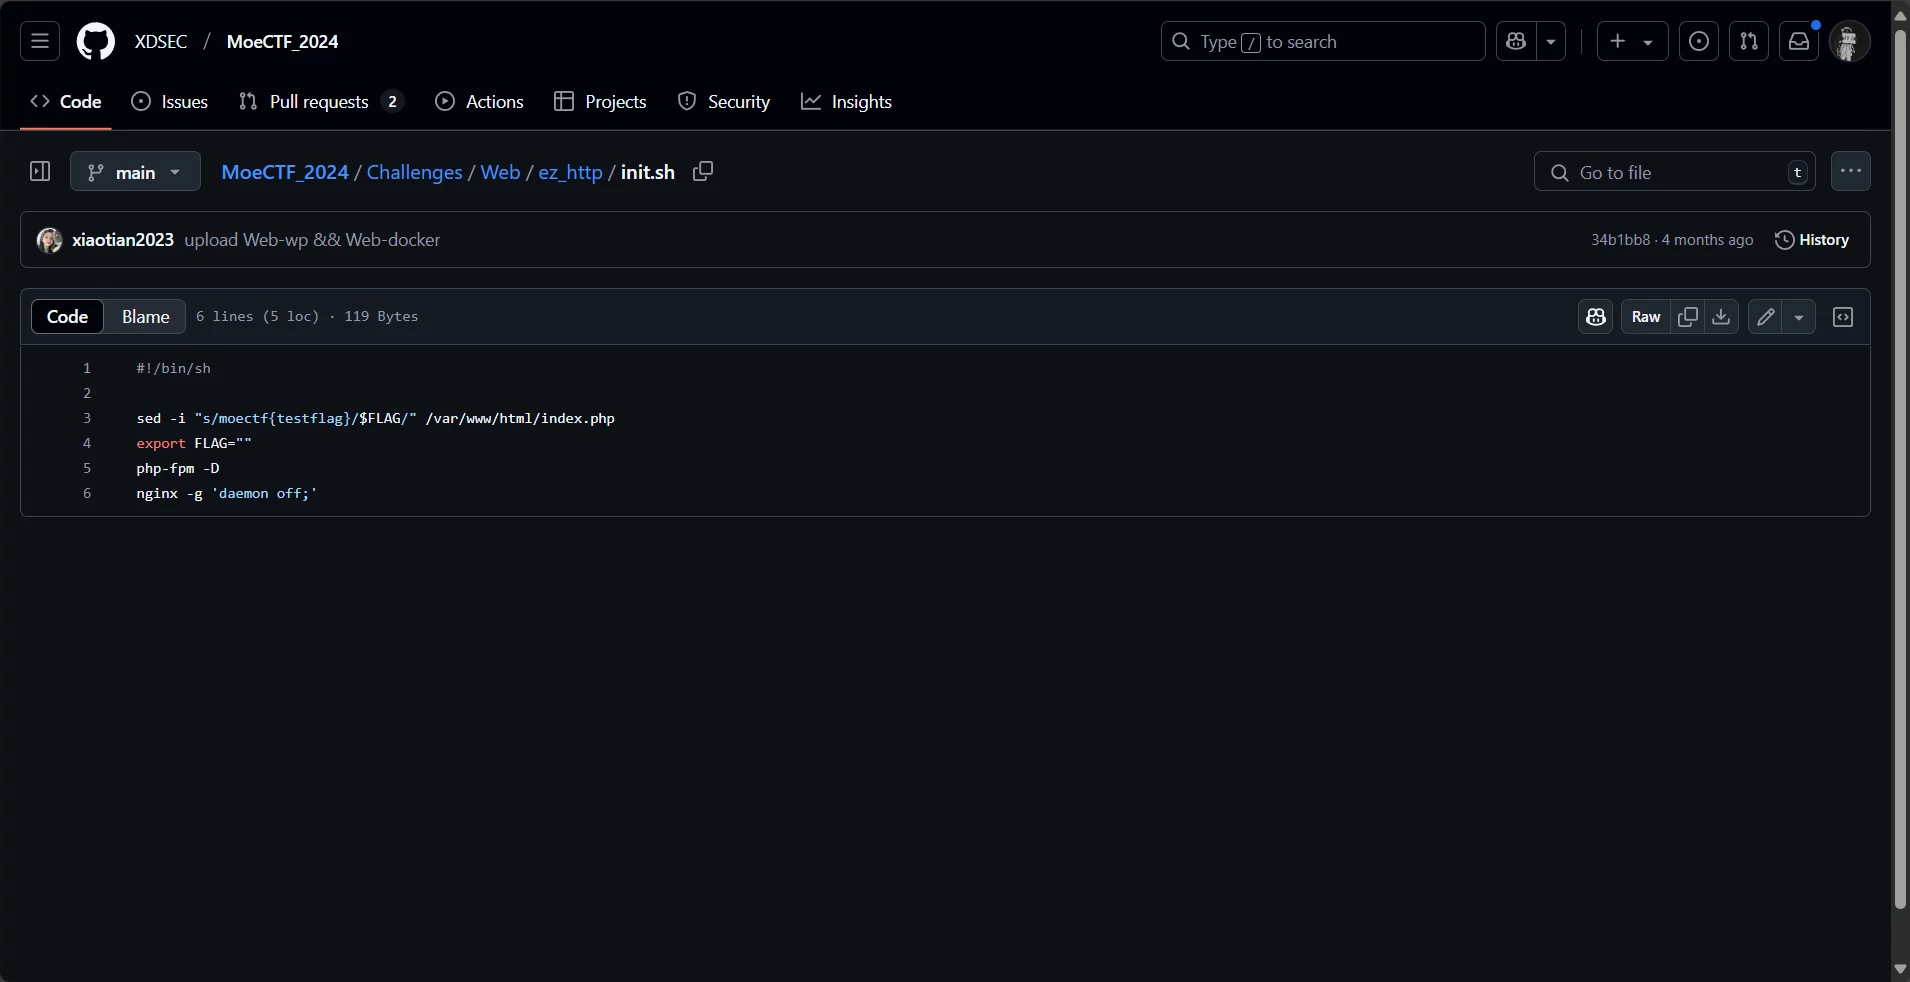 XDSEC / MoeCTF_2024
Type / to search
Code Issues Pull requests 2 Actions Projects Security Insights
main MoeCTF_2024 / Challenges / Web / ez_http / init.sh Go to file t
xiaotian2023 upload Web-wp && Web-docker 34b1bb8 · 4 months ago History
Code Blame 6 lines (5 loc) · 119 Bytes Raw
1 #!/bin/sh
2
3 sed -i "s/moectf{testflag}/$FLAG/" /var/www/html/index.php
4 export FLAG=""
5 php-fpm -D
6 nginx -g 'daemon off;'